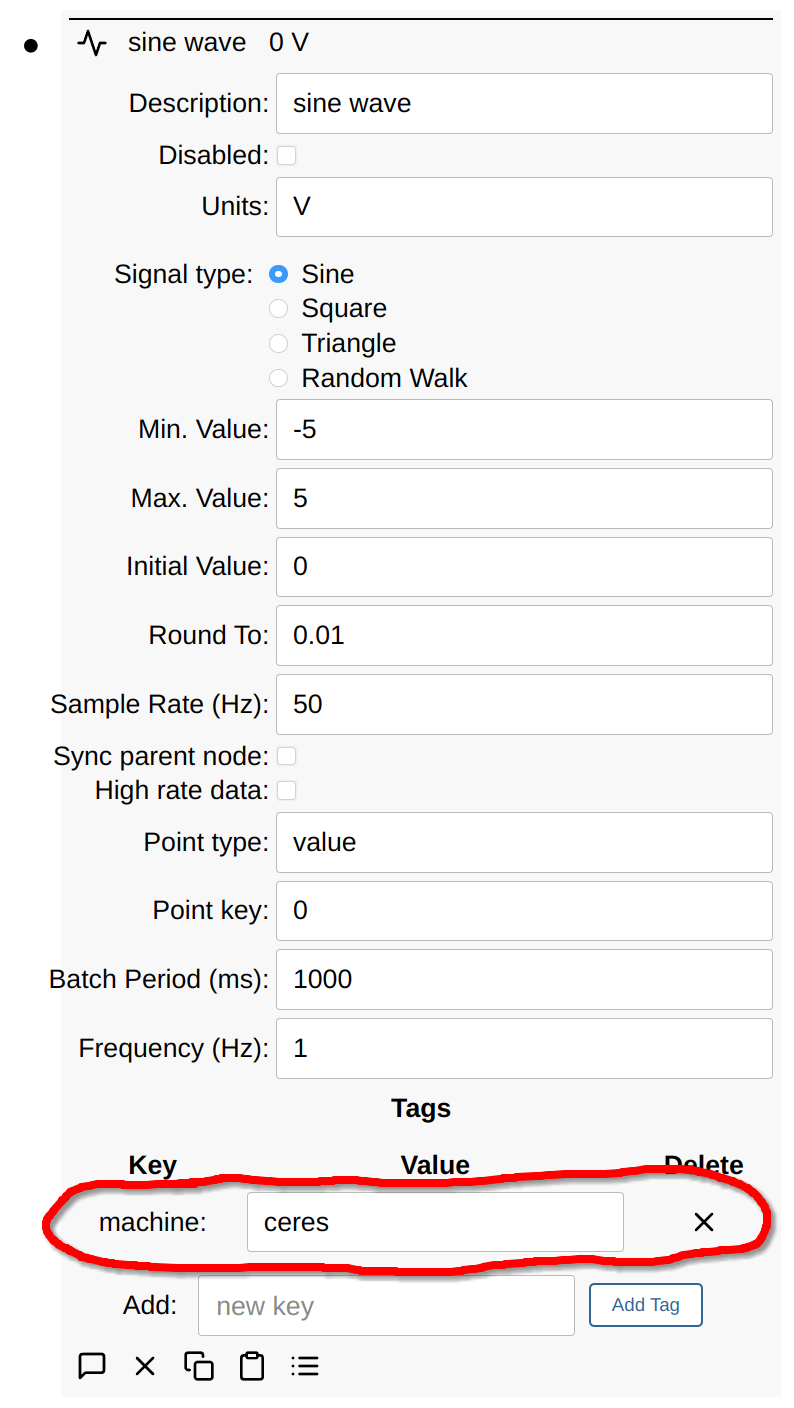 sine wave 0 V
Description: sine wave
Disabled:
Units: V
Signal type: Sine
Square
Triangle
Random Walk
Min. Value: -5
Max. Value: 5
Initial Value: 0
Round To: 0.01
Sample Rate (Hz): 50
Sync parent node:
High rate data:
Point type: value
Point key: 0
Batch Period (ms): 1000
Frequency (Hz): 1
Tags
Key Value Delete
machine: ceres
Add: new key Add Tag